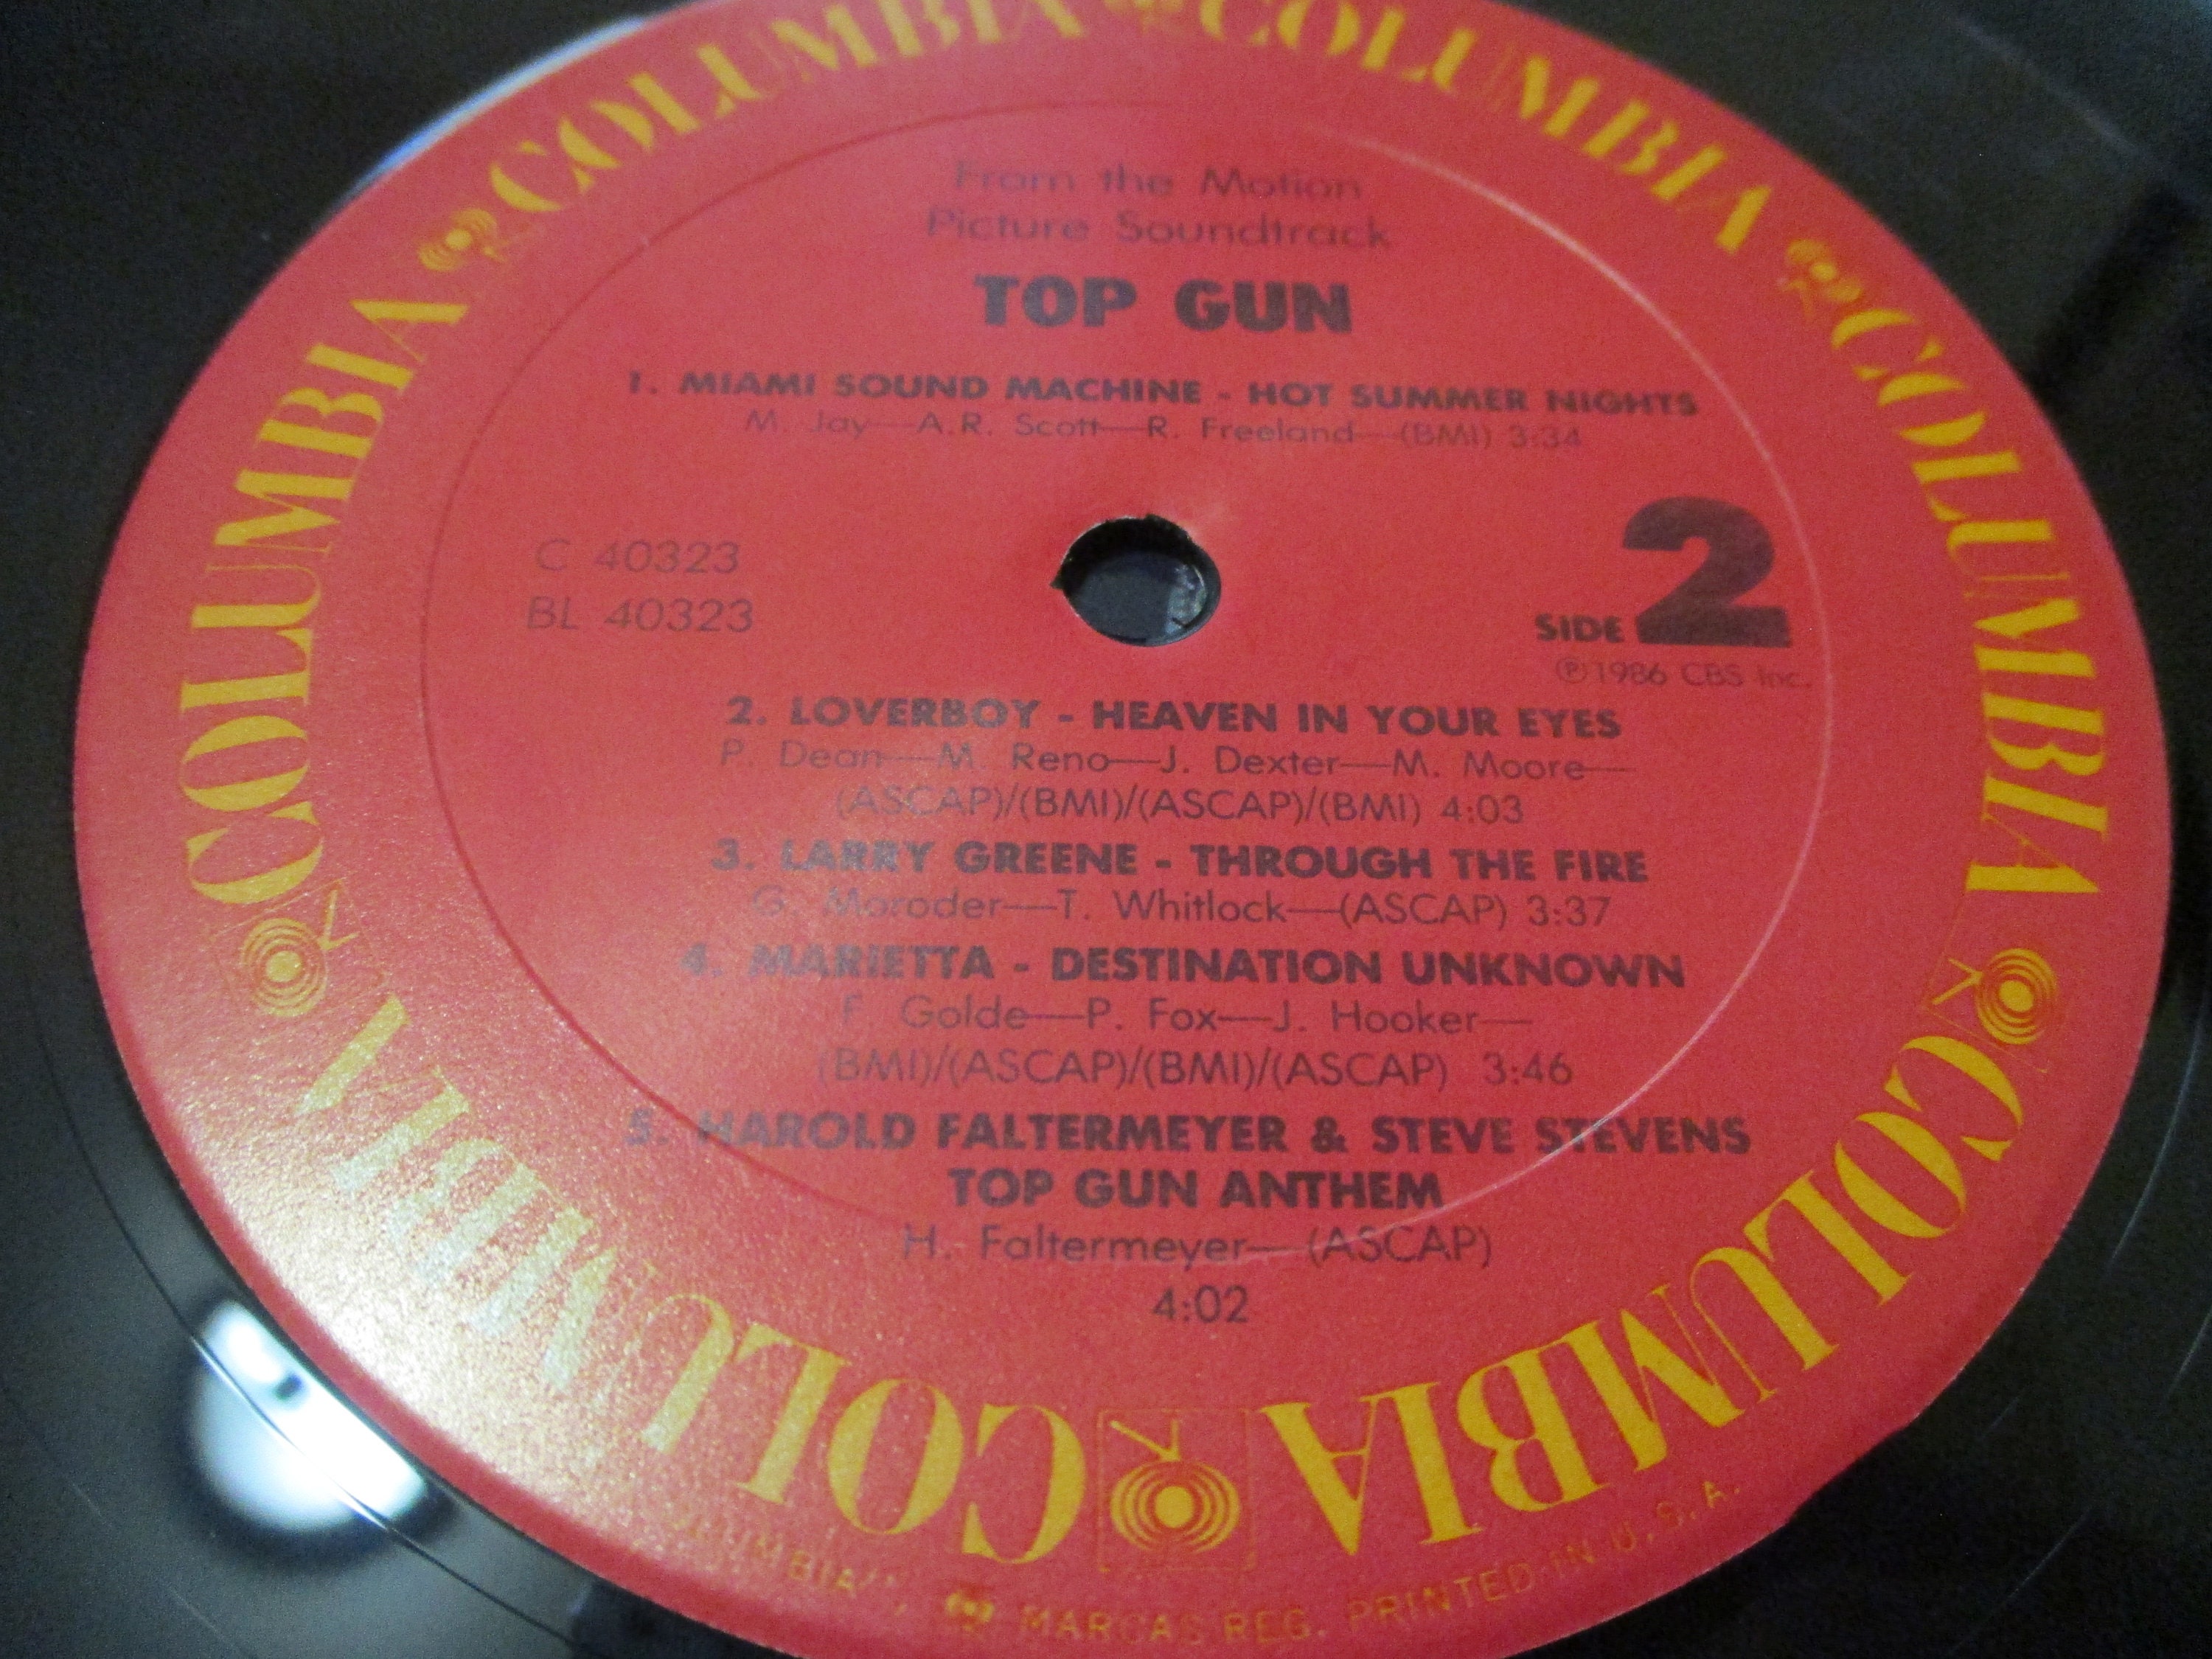 COLUMBIA COLUMBIA COLUMBIA COLUMBIA COLUMBIA COLUMBIA
From the Motion
Picture Soundtrack
TOP GUN
1. MIAMI SOUND MACHINE - HOT SUMMER NIGHTS
M. Jay—A.R. Scott—R. Freeland—(BMI) 3:34
C 40323
BL 40323
SIDE 2
℗1986 CBS Inc.
2. LOVERBOY - HEAVEN IN YOUR EYES
P. Dean—M. Reno—J. Dexter—M. Moore—
(ASCAP)/(BMI)/(ASCAP)/(BMI) 4:03
3. LARRY GREENE - THROUGH THE FIRE
G. Moroder—T. Whitlock—(ASCAP) 3:37
4. MARIETTA - DESTINATION UNKNOWN
F. Golde—P. Fox—J. Hooker—
(BMI)/(ASCAP)/(BMI)/(ASCAP) 3:46
5. HAROLD FALTERMEYER & STEVE STEVENS
TOP GUN ANTHEM
H. Faltermeyer—(ASCAP)
4:02
MARCAS REG. PRINTED IN U.S.A.